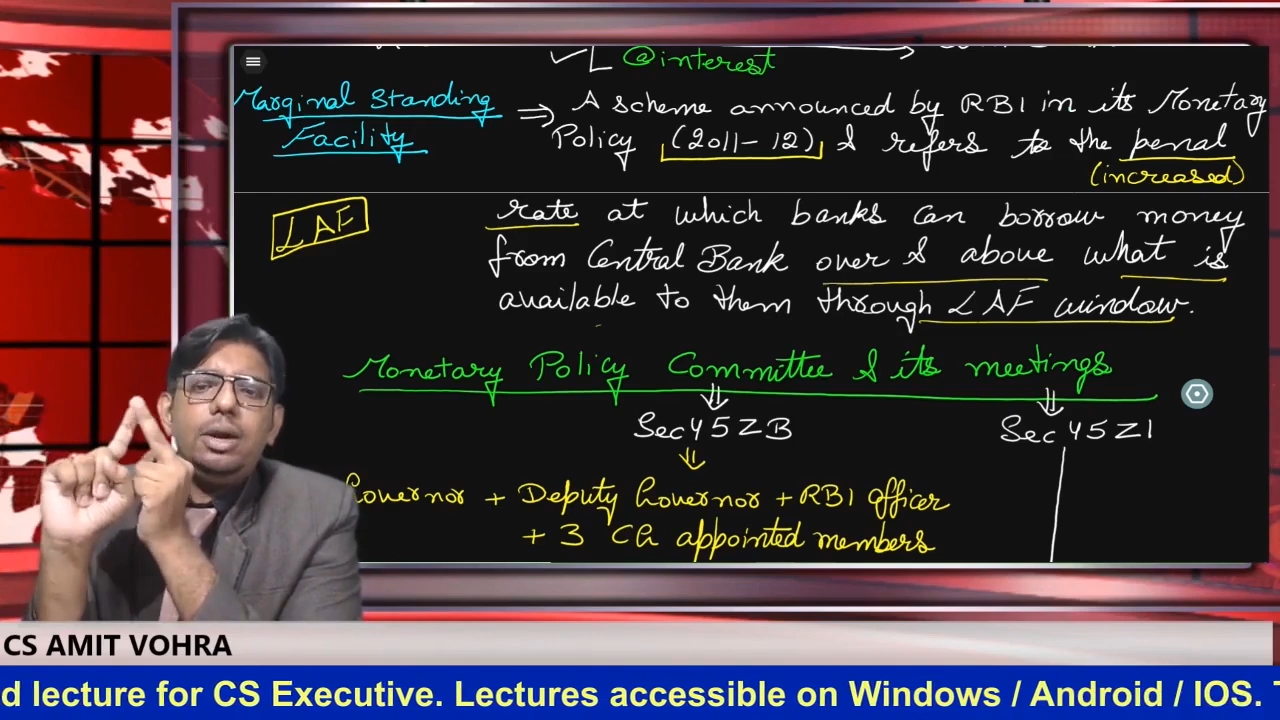 @interest
Marginal Standing
Facility
⇒ A scheme announced by RBI in its Monetary
Policy (2011-12) & refers to the penal
(increased)
LAF
rate at which banks can borrow money
from Central Bank over & above what is
available to them through LAF window.
Monetary Policy Committee & its meetings
Sec 45ZB
Sec 45ZI
Governor + Deputy Governor + RBI officer
+ 3 CG appointed members
CS AMIT VOHRA
d lecture for CS Executive. Lectures accessible on Windows / Android / IOS.